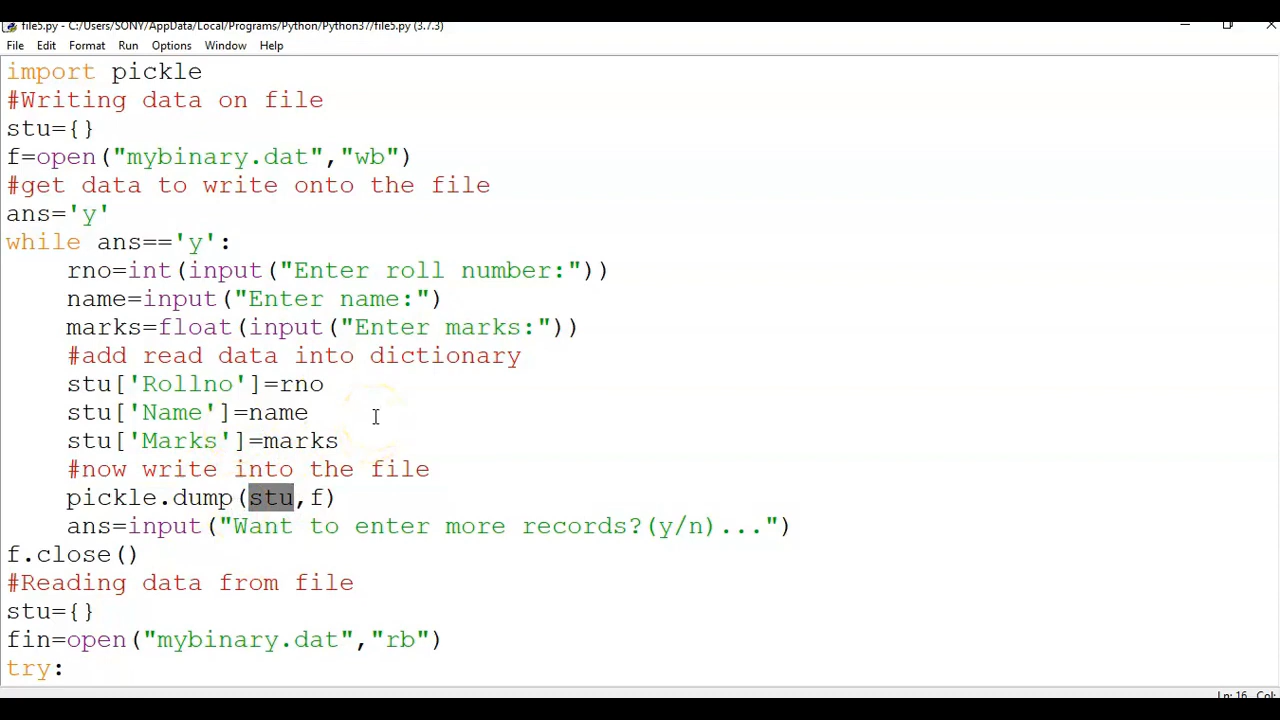 file5.py - C:/Users/SONY/AppData/Local/Programs/Python/Python37/file5.py (3.7.3)
File Edit Format Run Options Window Help
import pickle
#Writing data on file
stu={}
f=open("mybinary.dat","wb")
#get data to write onto the file
ans='y'
while ans=='y':
    rno=int(input("Enter roll number:"))
    name=input("Enter name:")
    marks=float(input("Enter marks:"))
    #add read data into dictionary
    stu['Rollno']=rno
    stu['Name']=name
    stu['Marks']=marks
    #now write into the file
    pickle.dump(stu,f)
    ans=input("Want to enter more records?(y/n)...")
f.close()
#Reading data from file
stu={}
fin=open("mybinary.dat","rb")
try:
Ln: 16 Col: